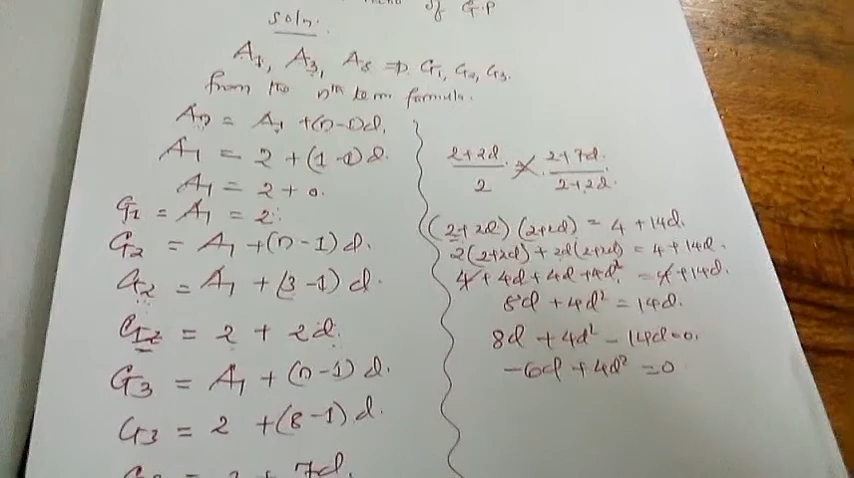 of G.P
Soln.
A1, A3, A8 ⇒ G1, G2, G3.
from the nth term formula.
An = A1 + (n-1)d.
A1 = 2 + (1-1)d.
A1 = 2 + 0.
G1 = A1 = 2.
G2 = A1 + (n-1)d.
G2 = A1 + (3-1)d.
G2 = 2 + 2d.
G3 = A1 + (n-1)d.
G3 = 2 + (8-1)d.
= 2 + 7d.
2+2d/2 × 2+7d/2+2d.
(2+2d)(2+2d) = 4 + 14d.
2(2+2d) + 2d(2+2d) = 4 + 14d.
4 + 4d + 4d + 4d² = 4 + 14d.
8d + 4d² = 14d.
8d + 4d² - 14d = 0.
-6d + 4d² = 0